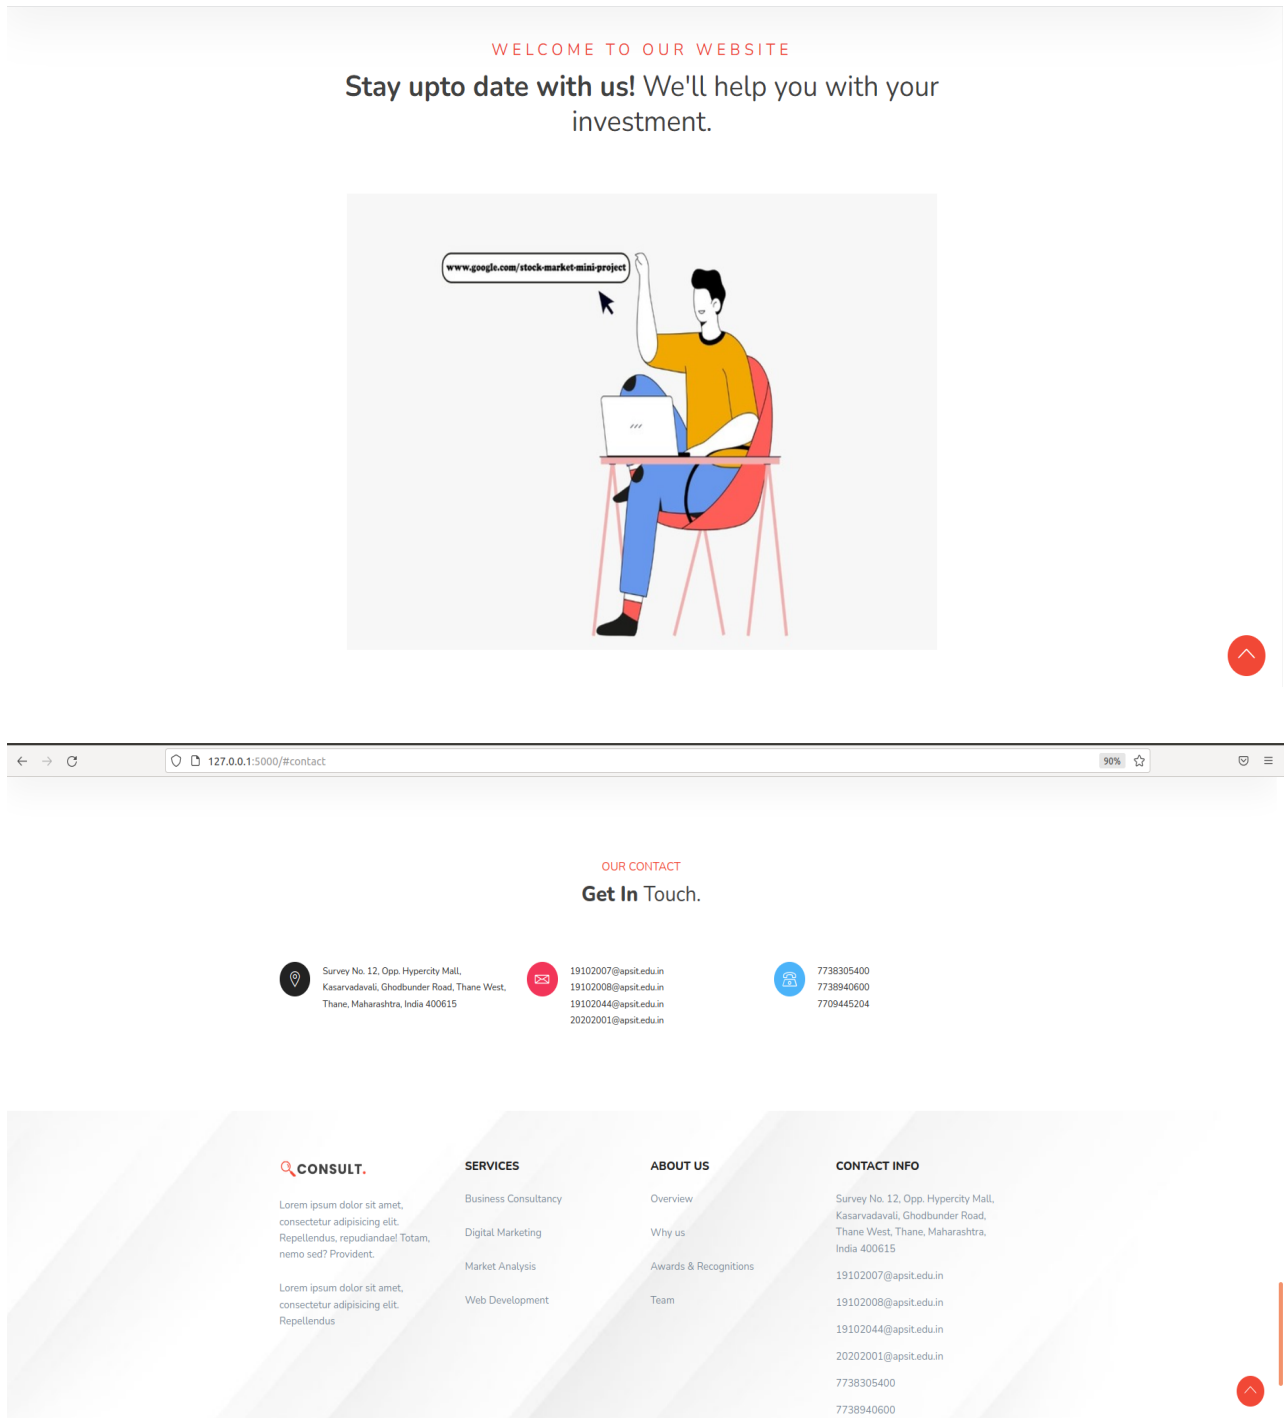 WELCOME TO OUR WEBSITE
Stay upto date with us! We'll help you with your
investment.
www.google.com/stock-market-mini-project
127.0.0.1:5000/#contact
90%
OUR CONTACT
Get In Touch.
Survey No. 12, Opp. Hypercity Mall,
Kasarvadavali, Ghodbunder Road, Thane West,
Thane, Maharashtra, India 400615
19102007@apsit.edu.in
19102008@apsit.edu.in
19102044@apsit.edu.in
20202001@apsit.edu.in
7738305400
7738940600
7709445204
CONSULT.
Lorem ipsum dolor sit amet,
consectetur adipisicing elit.
Repellendus, repudiandae! Totam,
nemo sed? Provident.
Lorem ipsum dolor sit amet,
consectetur adipisicing elit.
Repellendus
SERVICES
Business Consultancy
Digital Marketing
Market Analysis
Web Development
ABOUT US
Overview
Why us
Awards & Recognitions
Team
CONTACT INFO
Survey No. 12, Opp. Hypercity Mall,
Kasarvadavali, Ghodbunder Road,
Thane West, Thane, Maharashtra,
India 400615
19102007@apsit.edu.in
19102008@apsit.edu.in
19102044@apsit.edu.in
20202001@apsit.edu.in
7738305400
7738940600